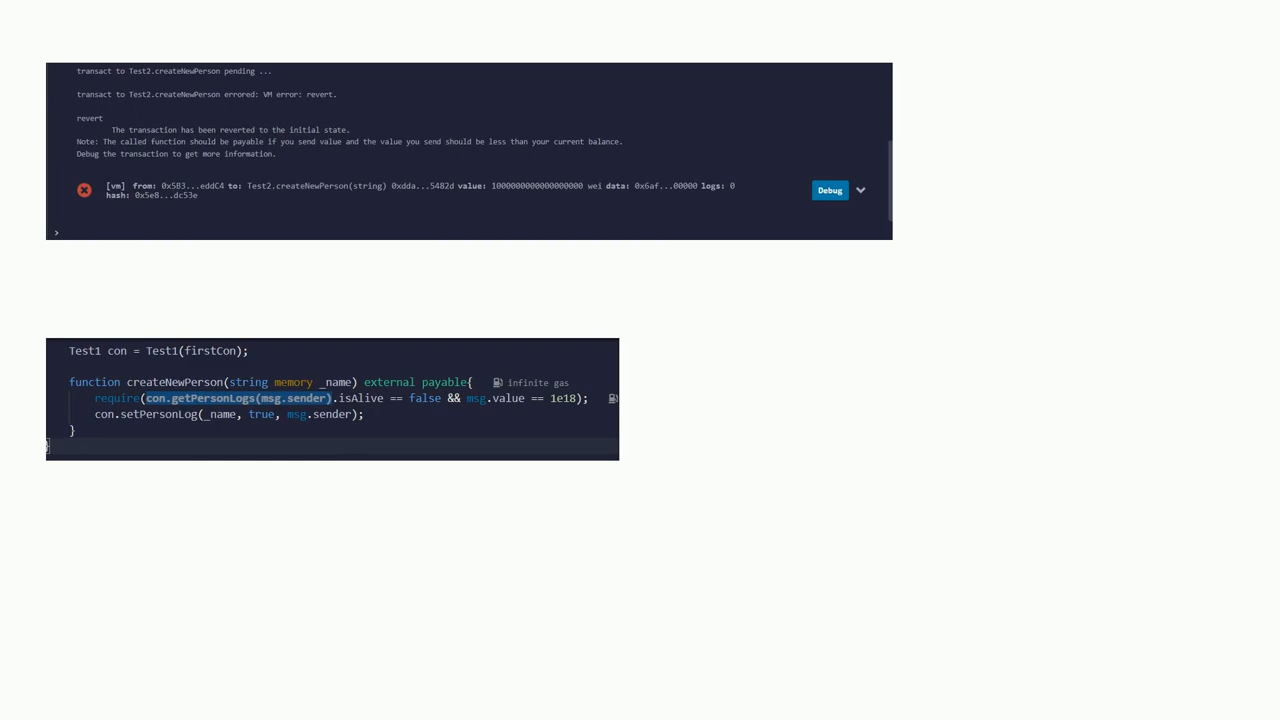 transact to Test2.createNewPerson pending ...
transact to Test2.createNewPerson errored: VM error: revert.
revert
The transaction has been reverted to the initial state.
Note: The called function should be payable if you send value and the value you send should be less than your current balance.
Debug the transaction to get more information.
[vm] from: 0x5B3...eddC4 to: Test2.createNewPerson(string) 0xdda...5482d value: 1000000000000000000 wei data: 0x6af...00000 logs: 0
hash: 0x5e8...dc53e
Debug
>
Test1 con = Test1(firstCon);
function createNewPerson(string memory _name) external payable{ infinite gas
require(con.getPersonLogs(msg.sender).isAlive == false && msg.value == 1e18);
con.setPersonLog(_name, true, msg.sender);
}
}